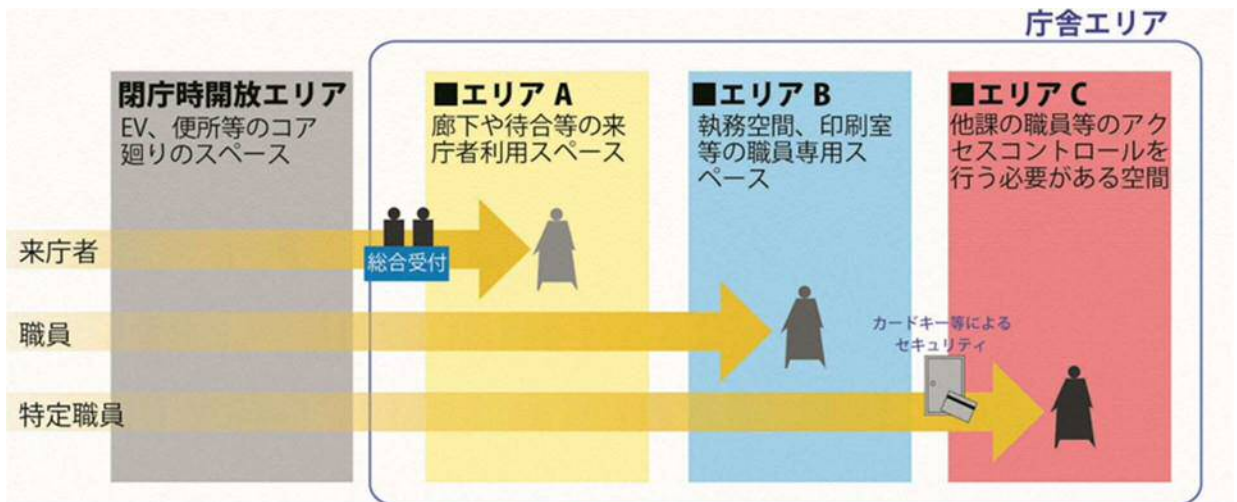 庁舎エリア
閉庁時開放エリア
EV、便所等のコア
廻りのスペース
■エリア A
廊下や待合等の来
庁者利用スペース
■エリア B
執務空間、印刷室
等の職員専用ス
ペース
■エリア C
他課の職員等のアク
セスコントロールを
行う必要がある空間
来庁者
総合受付
職員
カードキー等による
セキュリティ
特定職員